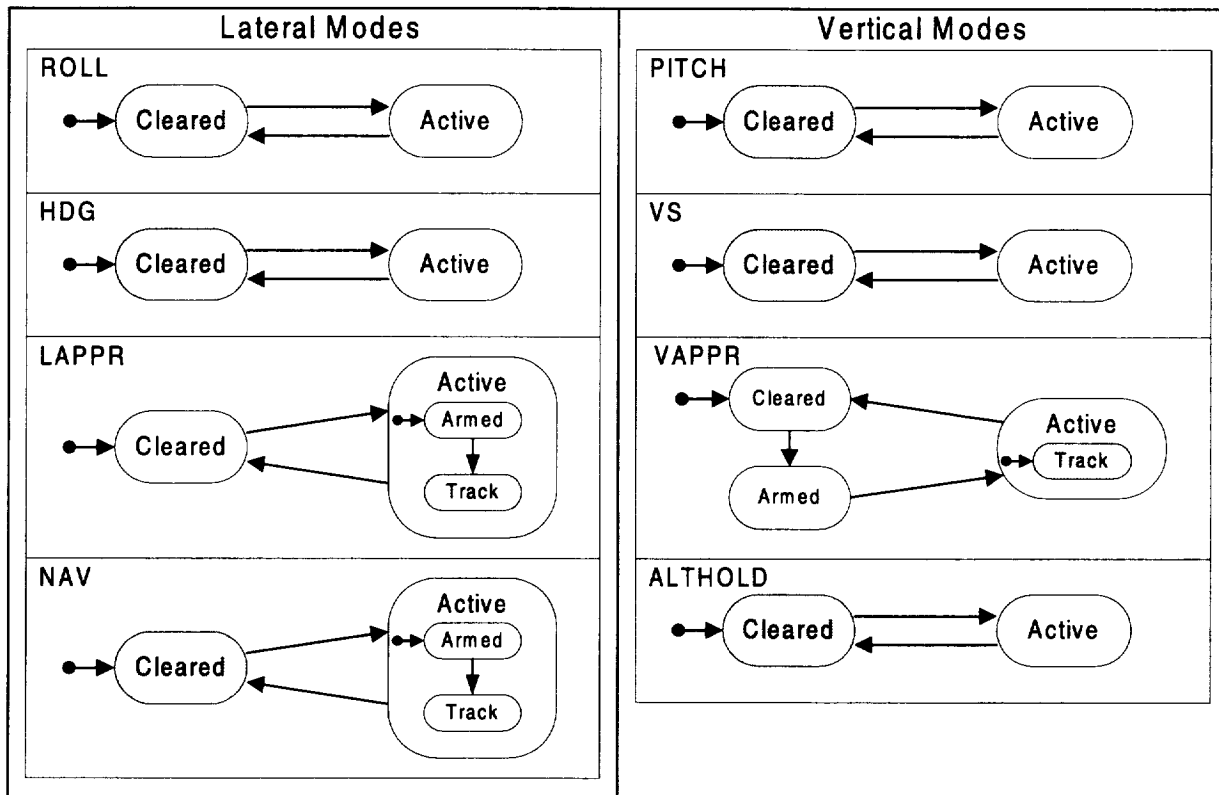 Lateral Modes
ROLL
Cleared
Active
HDG
Cleared
Active
LAPPR
Cleared
Active
Armed
Track
NAV
Cleared
Active
Armed
Track
Vertical Modes
PITCH
Cleared
Active
VS
Cleared
Active
VAPPR
Cleared
Armed
Active
Track
ALTHOLD
Cleared
Active